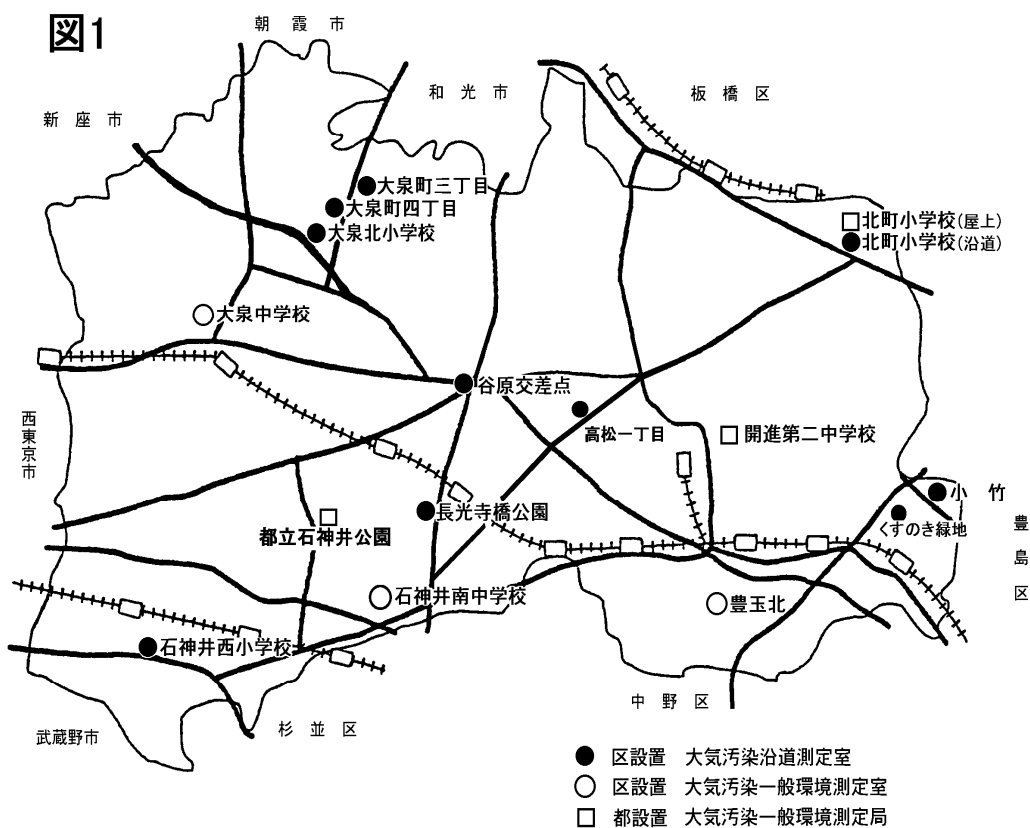 図1
朝霞市
和光市
板橋区
新座市
大泉町三丁目
大泉町四丁目
大泉北小学校
北町小学校(屋上)
北町小学校(沿道)
大泉中学校
谷原交差点
高松一丁目
開進第二中学校
西東京市
長光寺橋公園
都立石神井公園
小竹
くすのき緑地
豊島区
石神井南中学校
豊玉北
石神井西小学校
中野区
杉並区
武蔵野市
区設置 大気汚染沿道測定室
区設置 大気汚染一般環境測定室
都設置 大気汚染一般環境測定局